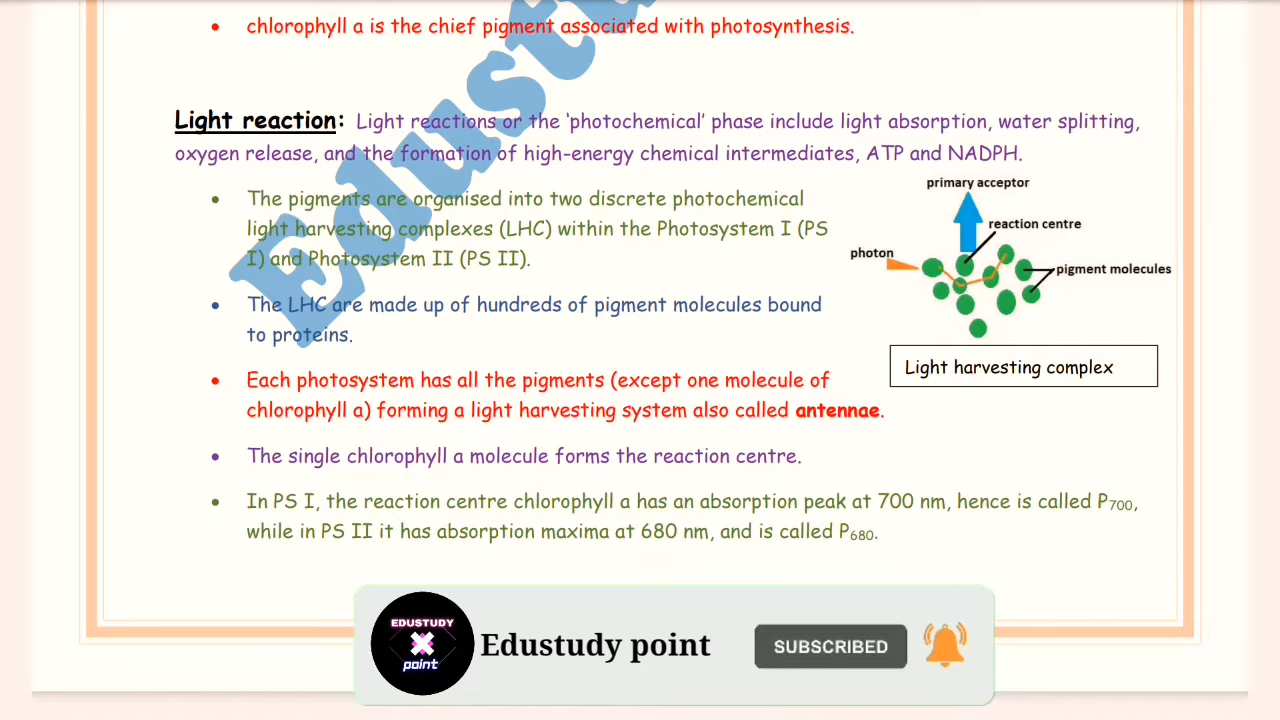 • chlorophyll a is the chief pigment associated with photosynthesis.
Light reaction: Light reactions or the ‘photochemical’ phase include light absorption, water splitting,
oxygen release, and the formation of high-energy chemical intermediates, ATP and NADPH.
• The pigments are organised into two discrete photochemical
light harvesting complexes (LHC) within the Photosystem I (PS
I) and Photosystem II (PS II).
• The LHC are made up of hundreds of pigment molecules bound
to proteins.
• Each photosystem has all the pigments (except one molecule of
chlorophyll a) forming a light harvesting system also called antennae.
• The single chlorophyll a molecule forms the reaction centre.
• In PS I, the reaction centre chlorophyll a has an absorption peak at 700 nm, hence is called P700,
while in PS II it has absorption maxima at 680 nm, and is called P680.
primary acceptor
reaction centre
photon
pigment molecules
Light harvesting complex
Edustu
EDUSTUDY
point
Edustudy point
SUBSCRIBED